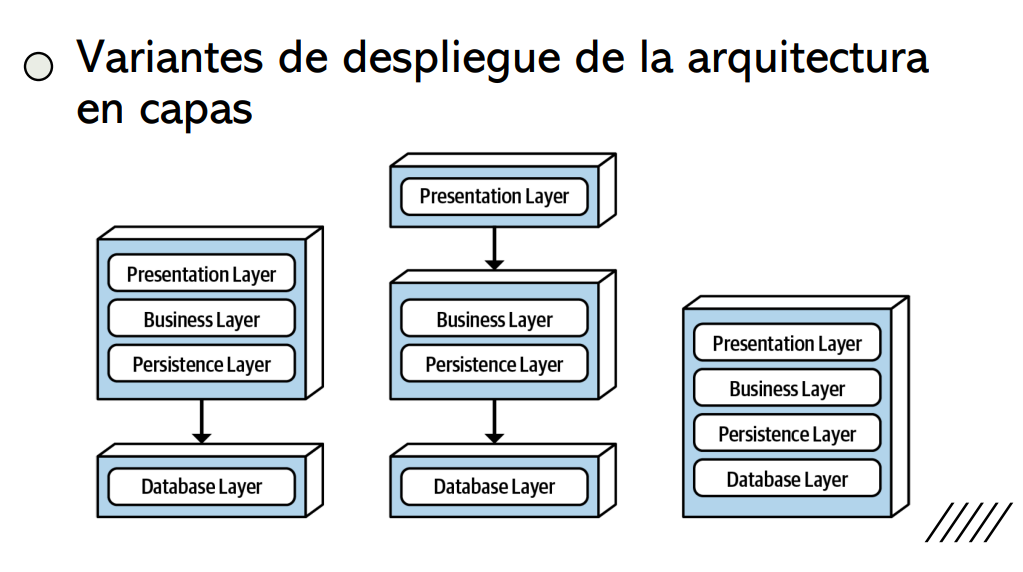 Variantes de despliegue de la arquitectura
en capas
Presentation Layer
Business Layer
Persistence Layer
Database Layer
Presentation Layer
Business Layer
Persistence Layer
Database Layer
Presentation Layer
Business Layer
Persistence Layer
Database Layer